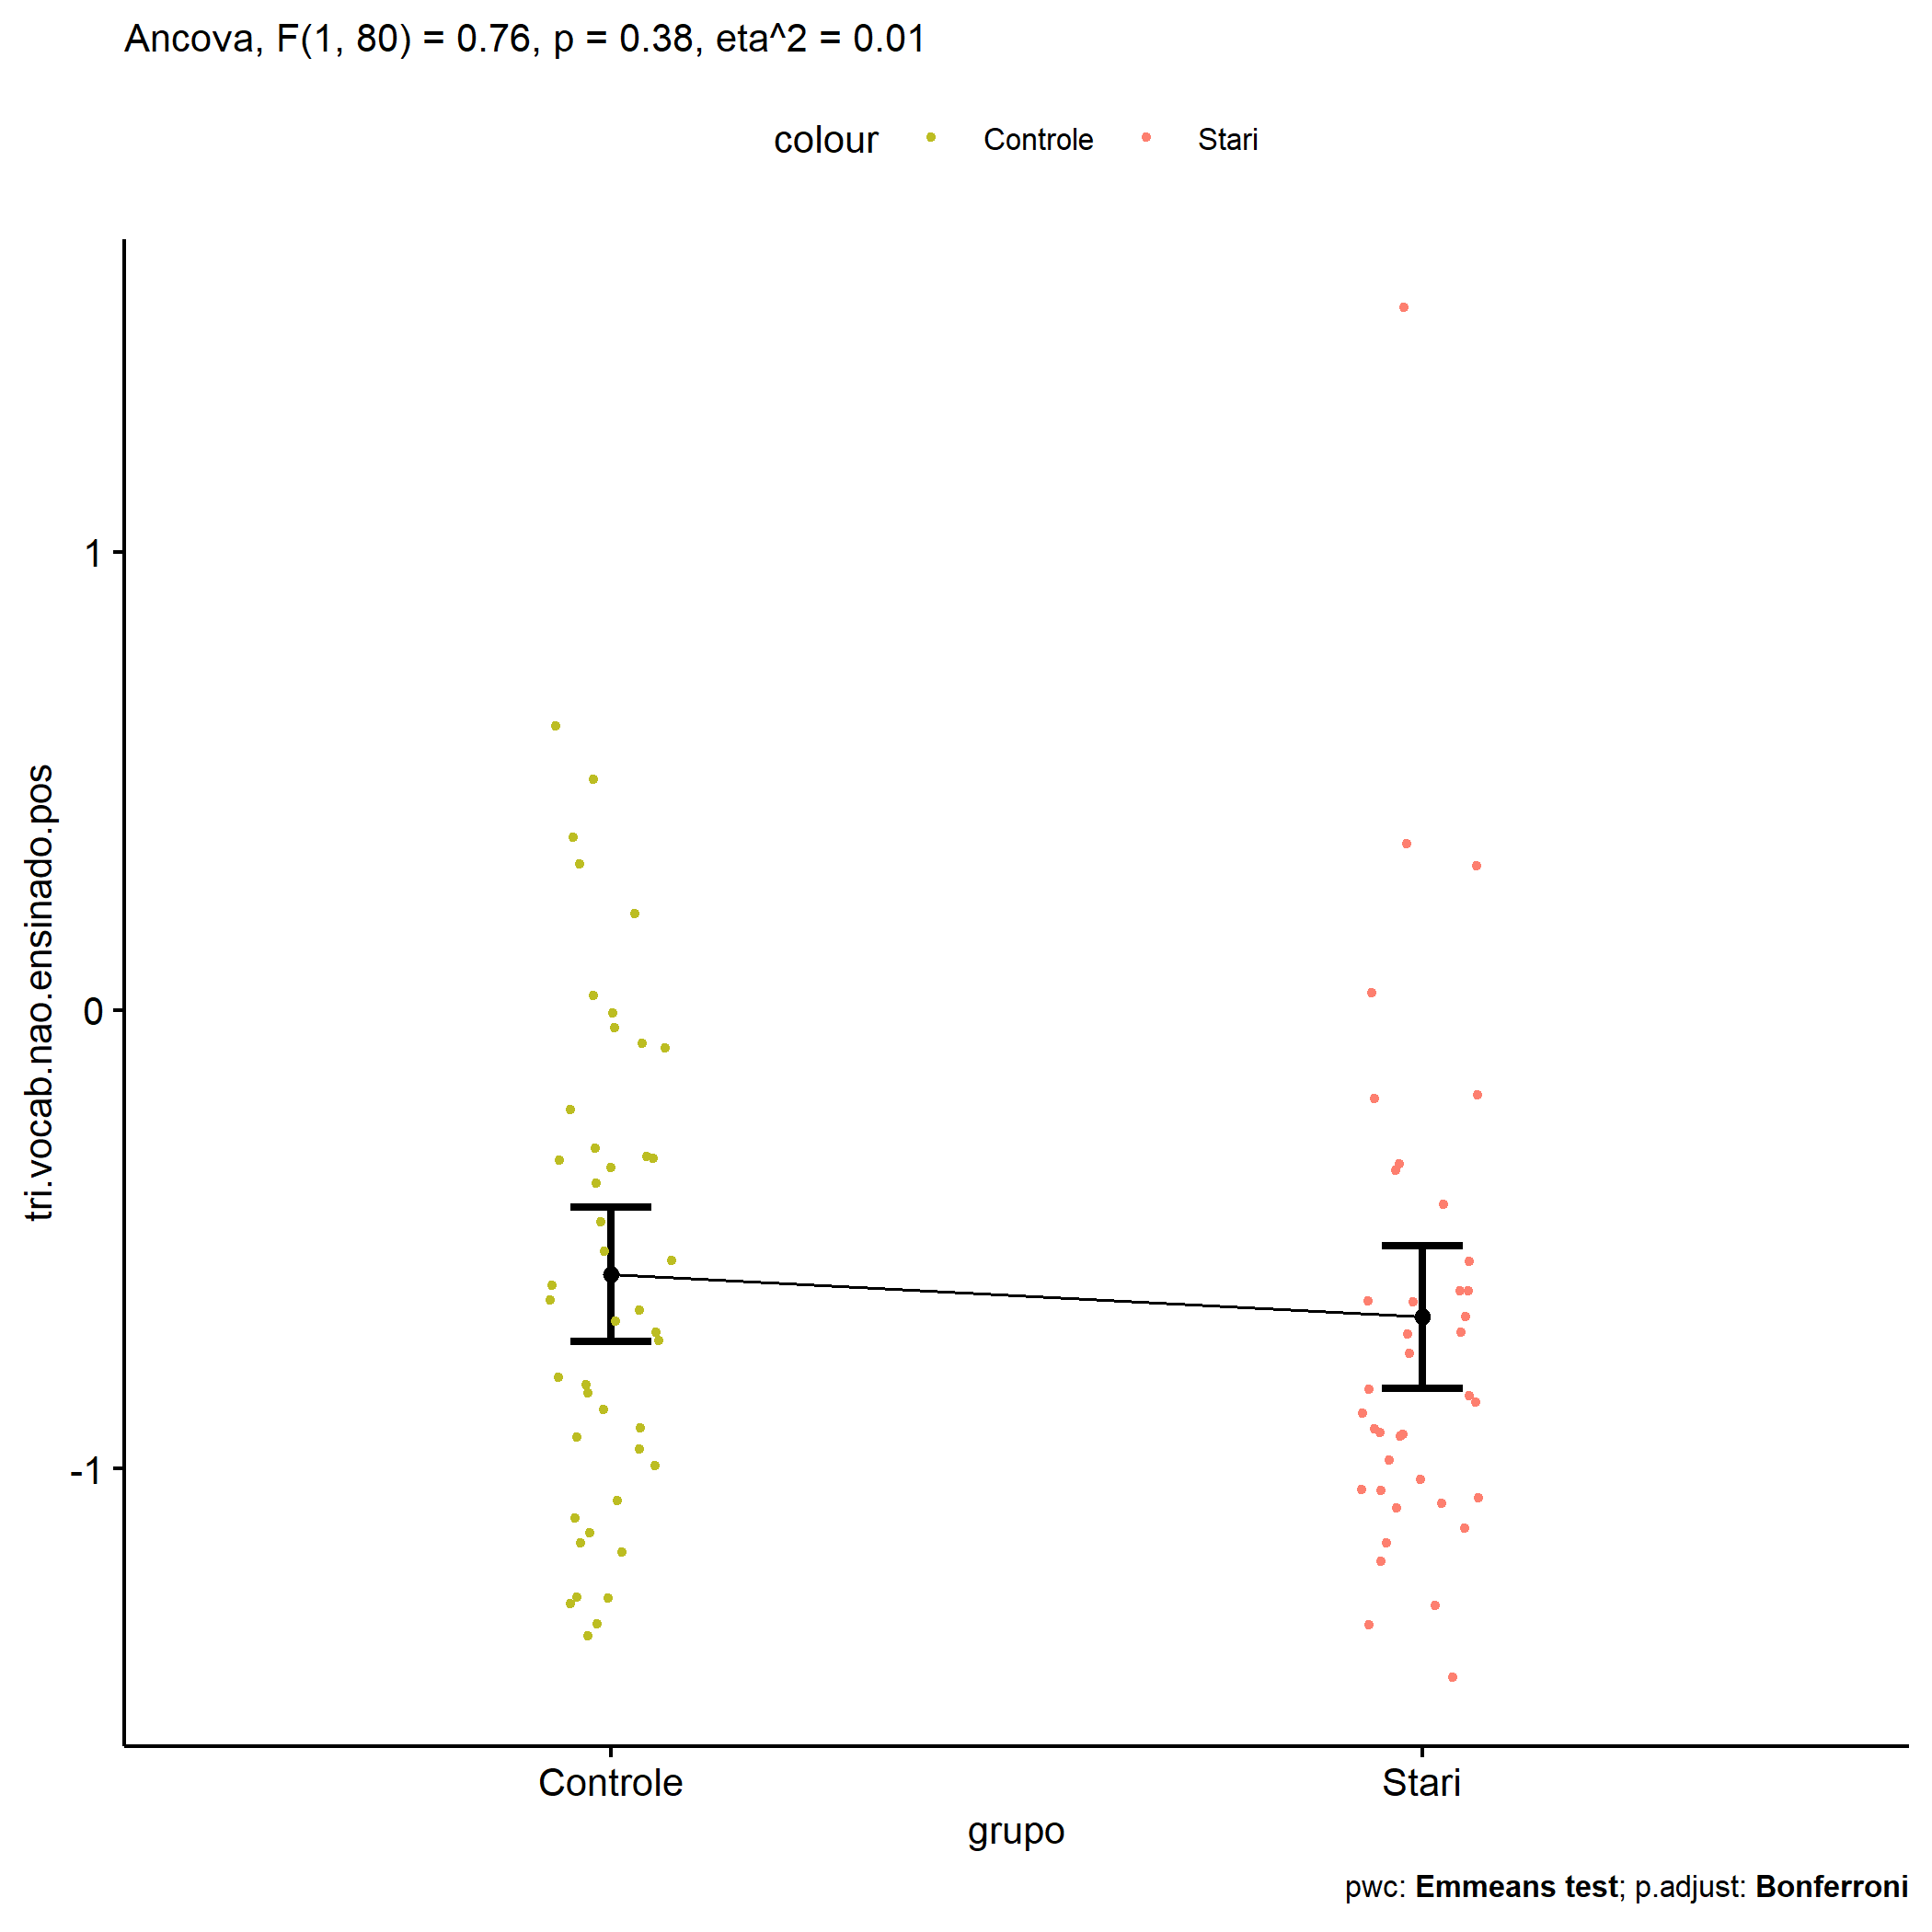 Ancova, F(1, 80) = 0.76, p = 0.38, eta^2 = 0.01
colour Controle Stari
tri.vocab.nao.ensinado.pos
1
0
-1
Controle Stari
grupo
pwc: Emmeans test; p.adjust: Bonferroni